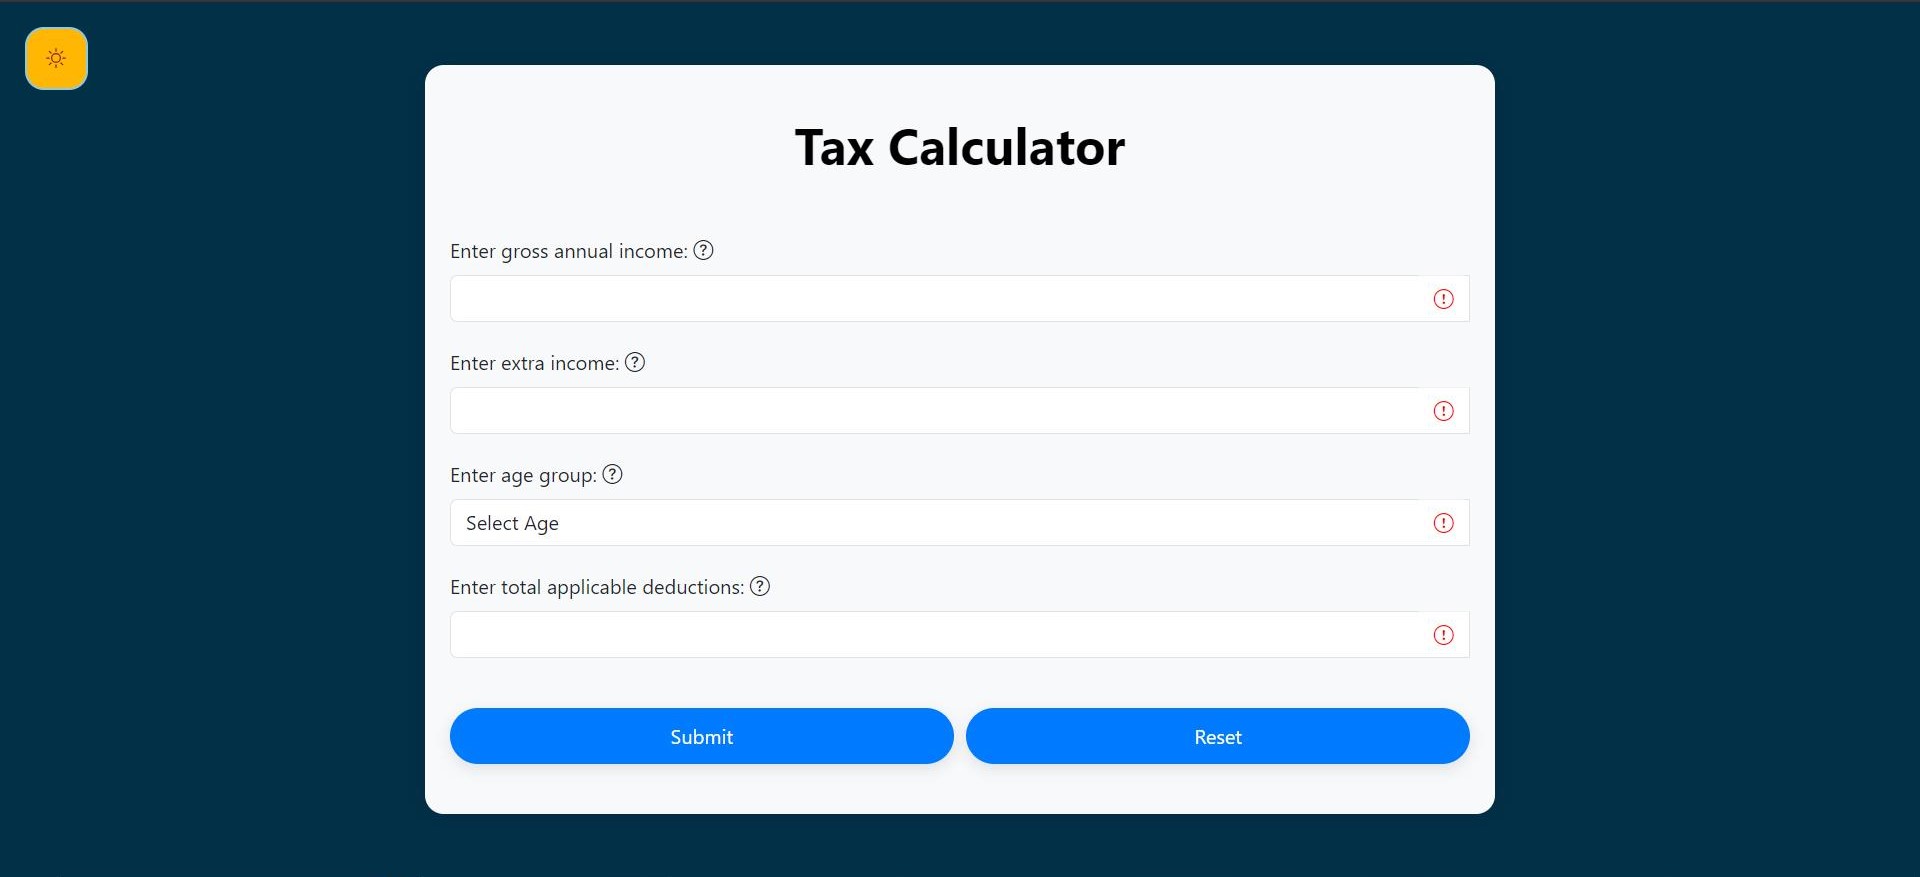 Tax Calculator
Enter gross annual income:
Enter extra income:
Enter age group:
Select Age
Enter total applicable deductions:
Submit Reset